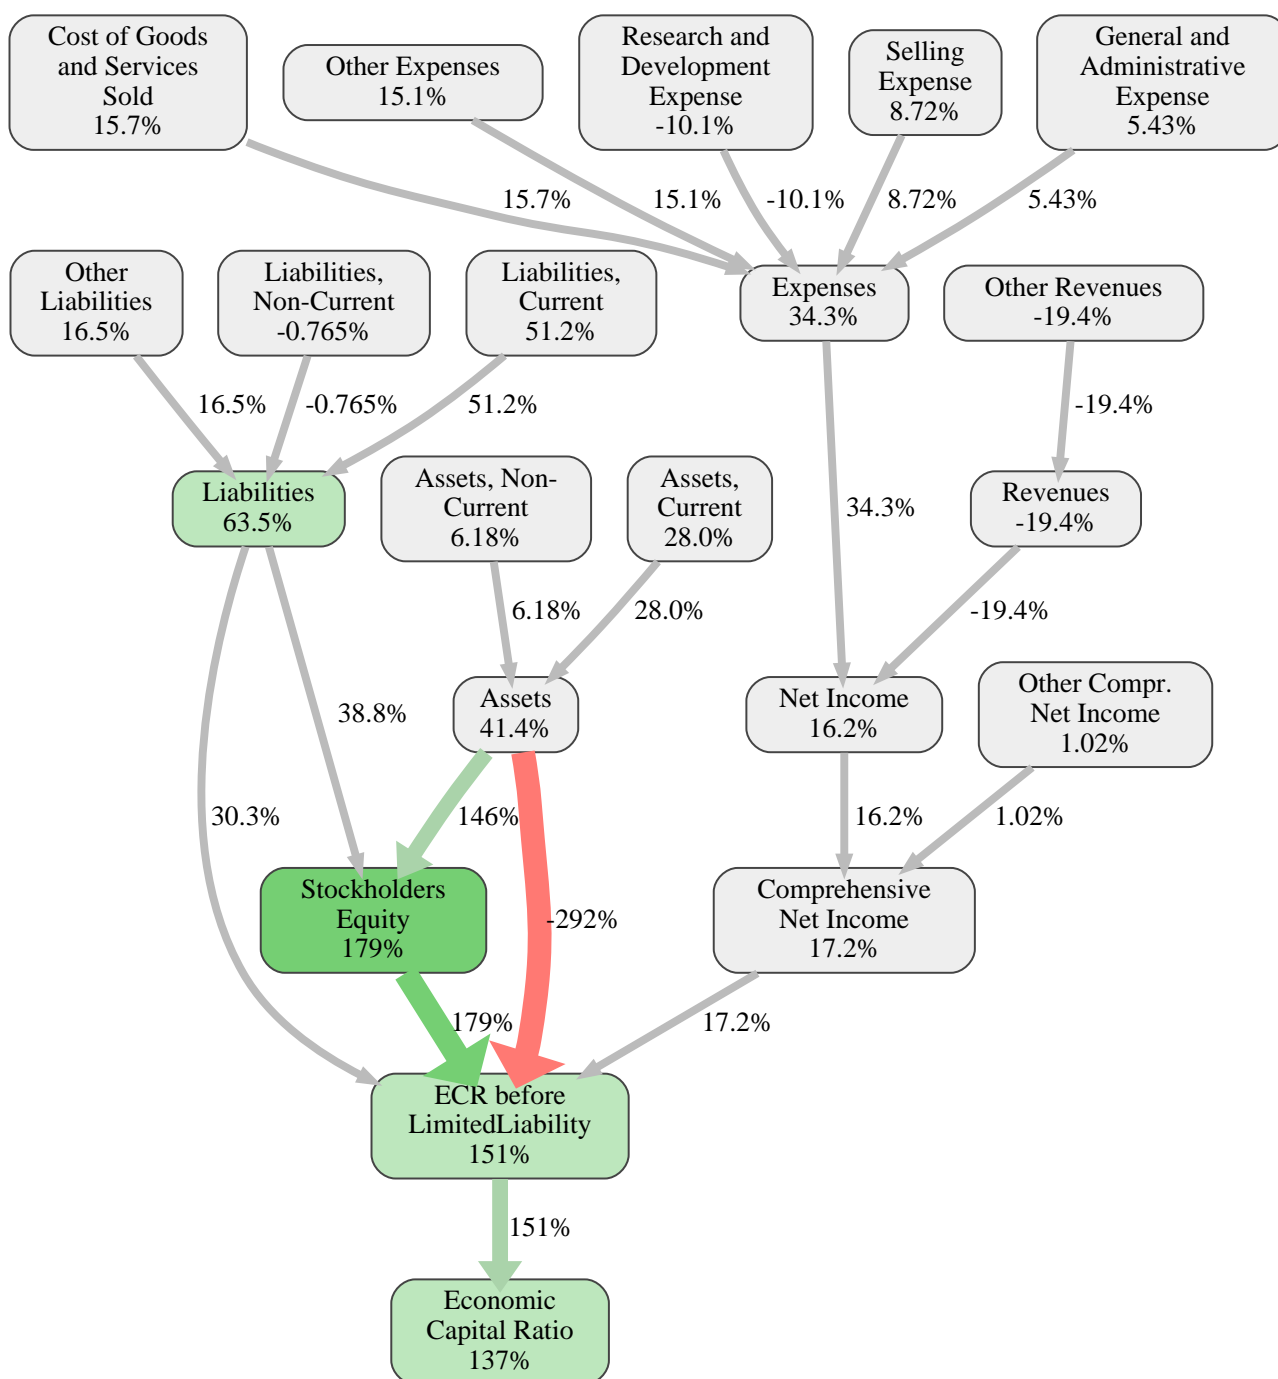 Cost of Goods
and Services
Sold
15.7%
Other Expenses
15.1%
Research and
Development
Expense
-10.1%
Selling
Expense
8.72%
General and
Administrative
Expense
5.43%
15.7%
15.1%
-10.1%
8.72%
5.43%
Other
Liabilities
16.5%
Liabilities,
Non-Current
-0.765%
Liabilities,
Current
51.2%
Expenses
34.3%
Other Revenues
-19.4%
16.5%
-0.765%
51.2%
-19.4%
Liabilities
63.5%
Assets, Non-
Current
6.18%
Assets,
Current
28.0%
34.3%
Revenues
-19.4%
6.18%
28.0%
-19.4%
38.8%
Assets
41.4%
Net Income
16.2%
Other Compr.
Net Income
1.02%
30.3%
146%
16.2%
1.02%
Stockholders
Equity
179%
-292%
Comprehensive
Net Income
17.2%
179%
17.2%
ECR before
LimitedLiability
151%
151%
Economic
Capital Ratio
137%